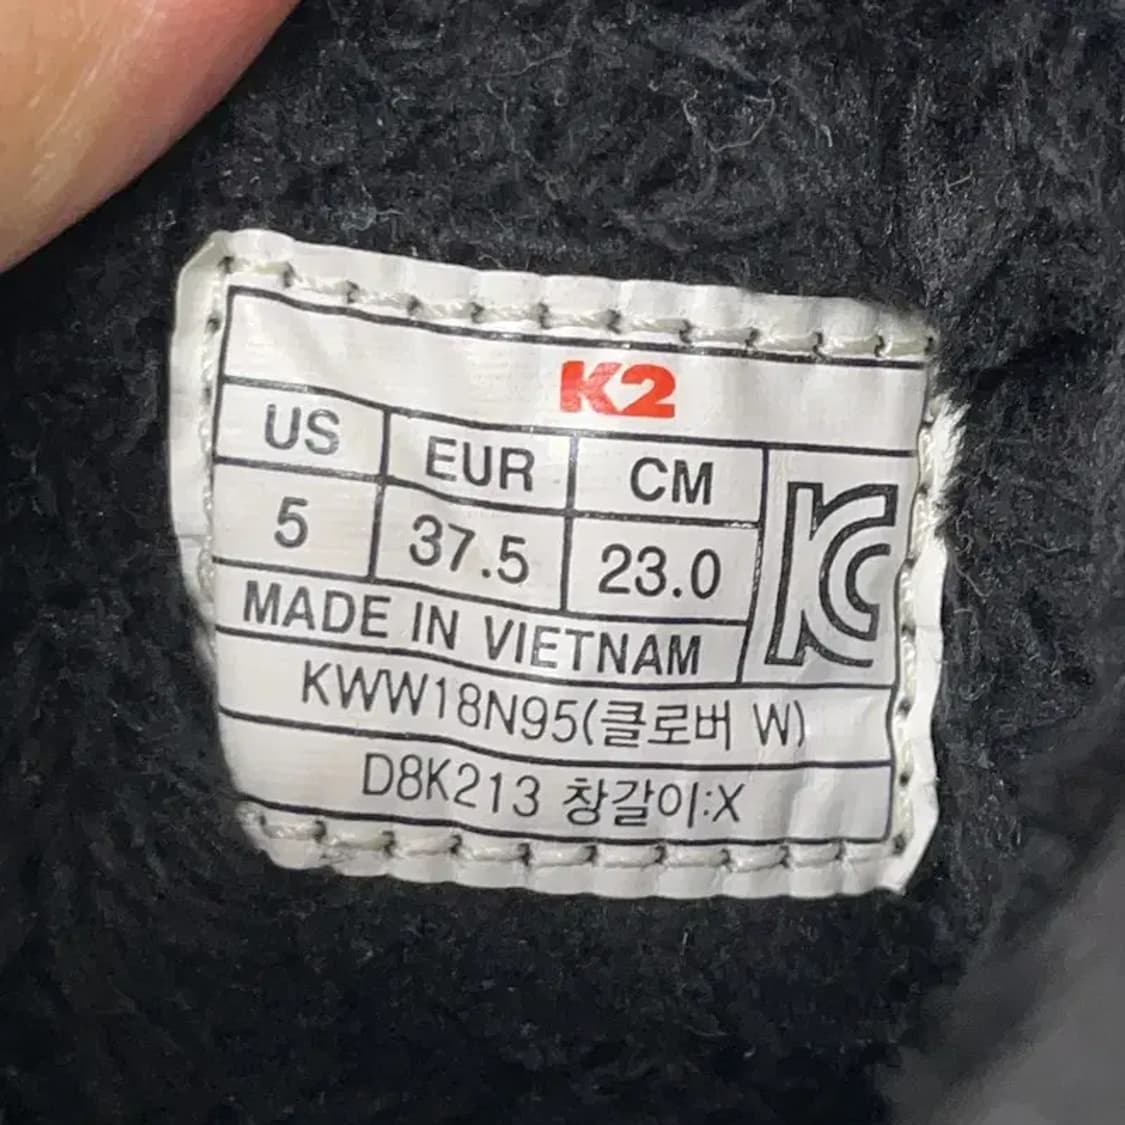 K2
US EUR CM
5 37.5 23.0
KC
MADE IN VIETNAM
KWW18N95(클로버 W)
D8K213 창갈이:X